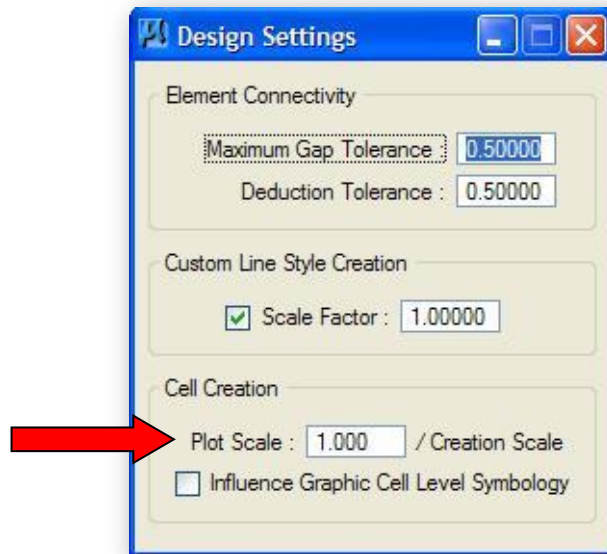 Design Settings
Element Connectivity
Maximum Gap Tolerance : 0.50000
Deduction Tolerance : 0.50000
Custom Line Style Creation
Scale Factor : 1.00000
Cell Creation
Plot Scale : 1.000 / Creation Scale
Influence Graphic Cell Level Symbology